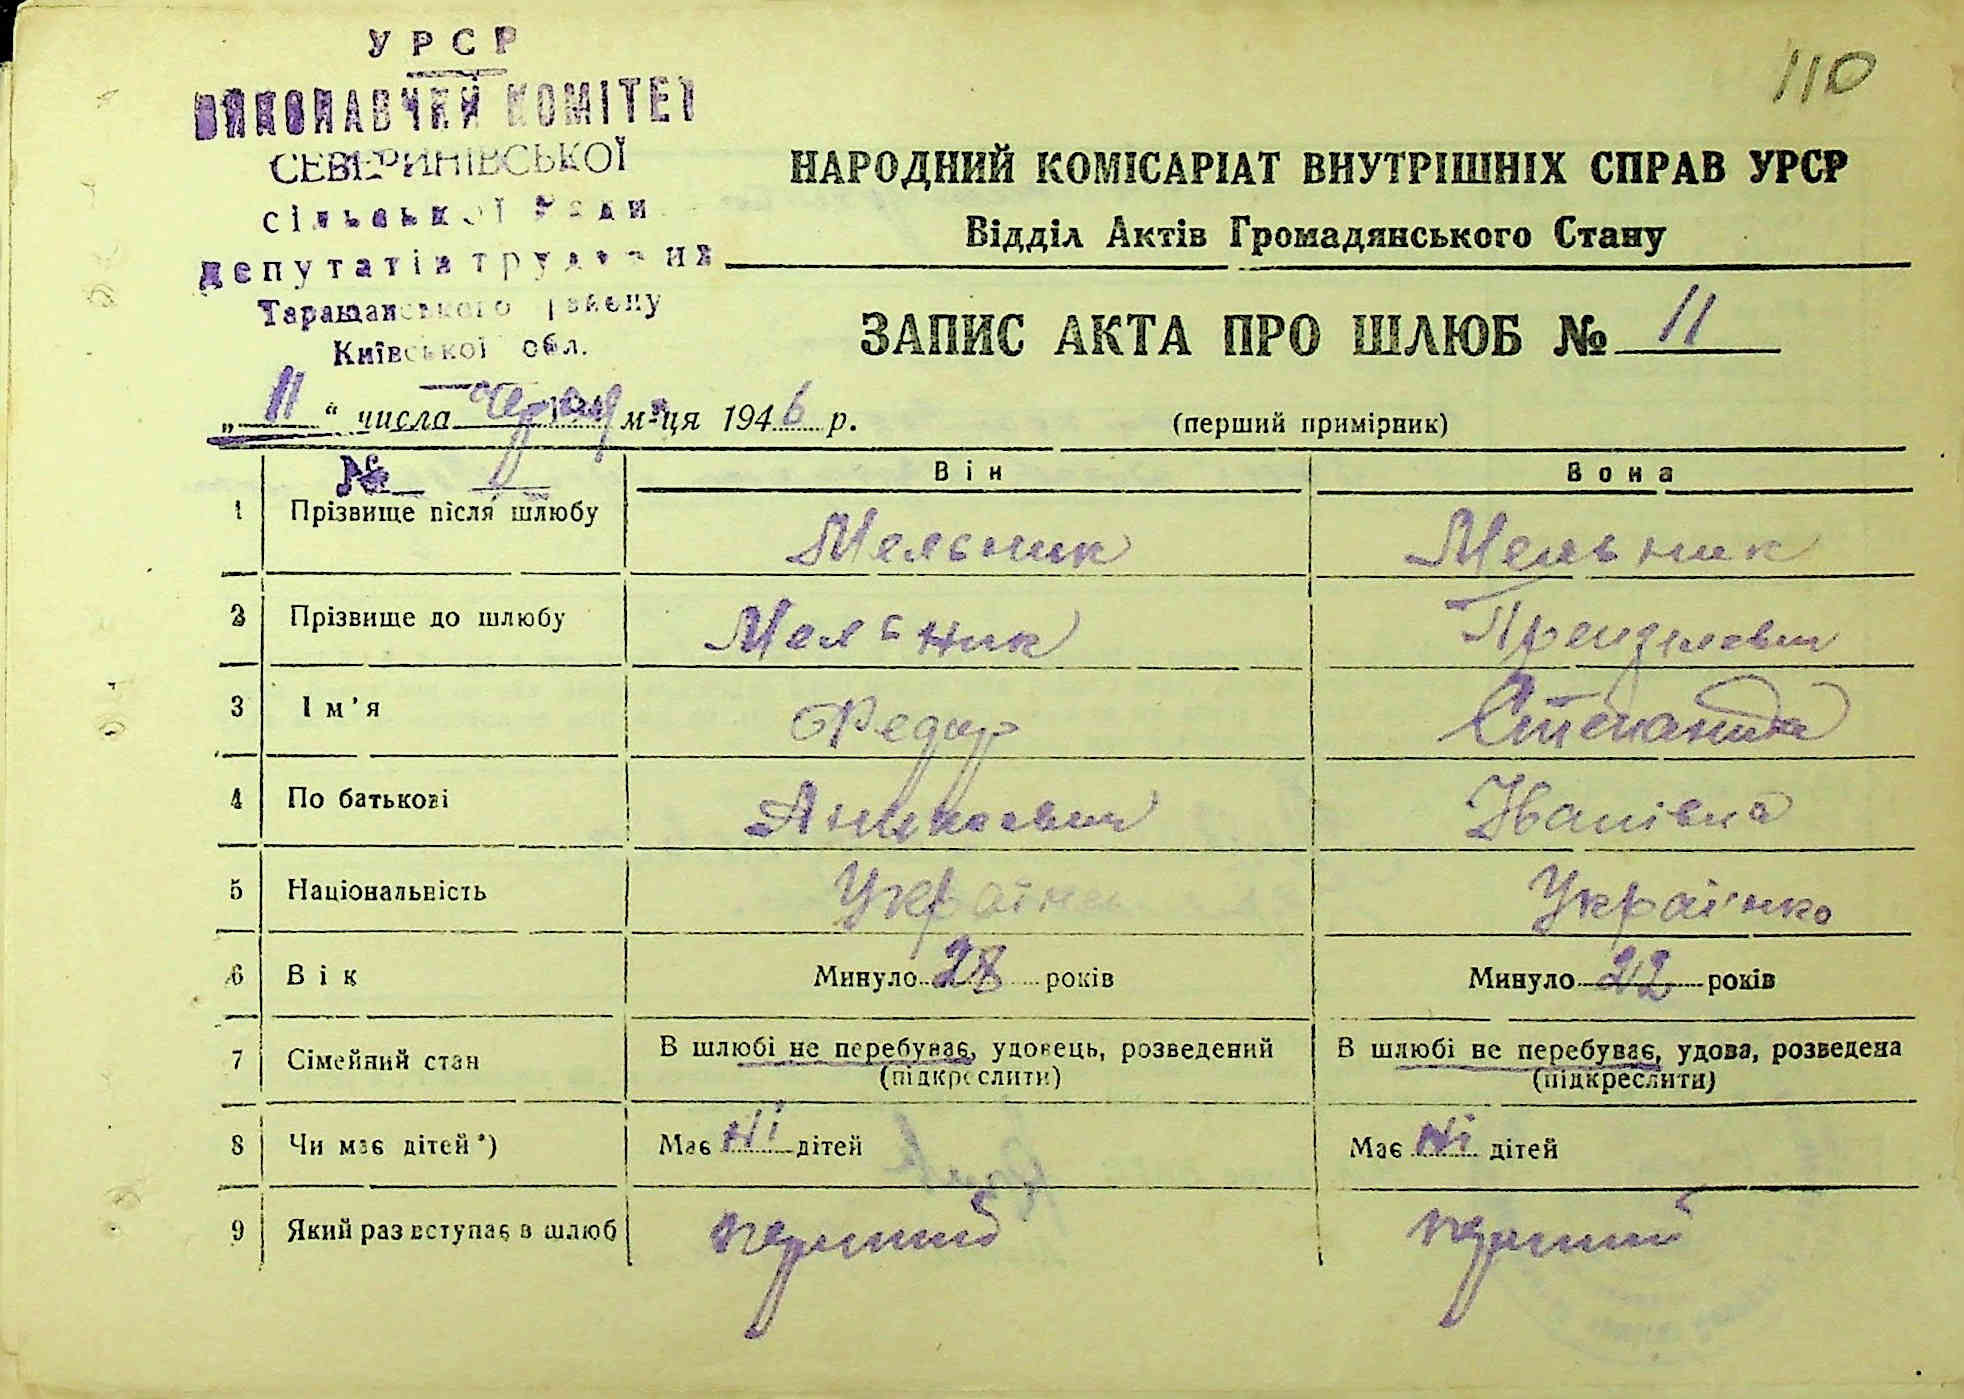 110
УРСР
ВИКОНАВЧИЙ КОМІТЕТ
СЕВЕРИНІВСЬКОЇ
сільської Ради
депутатів трудящих
Таращанського району
Київської обл.
НАРОДНИЙ КОМІСАРІАТ ВНУТРІШНІХ СПРАВ УРСР
Відділ Актів Громадянського Стану
ЗАПИС АКТА ПРО ШЛЮБ № 11
„ 11 “ числа м-ця 1946 р.
(перший примірник)
№
Він Вона
1 Прізвище після шлюбу Мельник Мельник
2 Прізвище до шлюбу Мельник
3 Ім'я Федор Степанида
4 По батькові Іванівна
5 Національність Українец Українко
6 Вік Минуло 28 років Минуло 22 років
7 Сімейний стан В шлюбі не перебуває, удовець, розведений В шлюбі не перебуває, удова, розведена
(підкреслити) (підкреслити)
8 Чи має дітей*) Має Ні дітей Має Ні дітей
9 Який раз вступає в шлюб перший перший